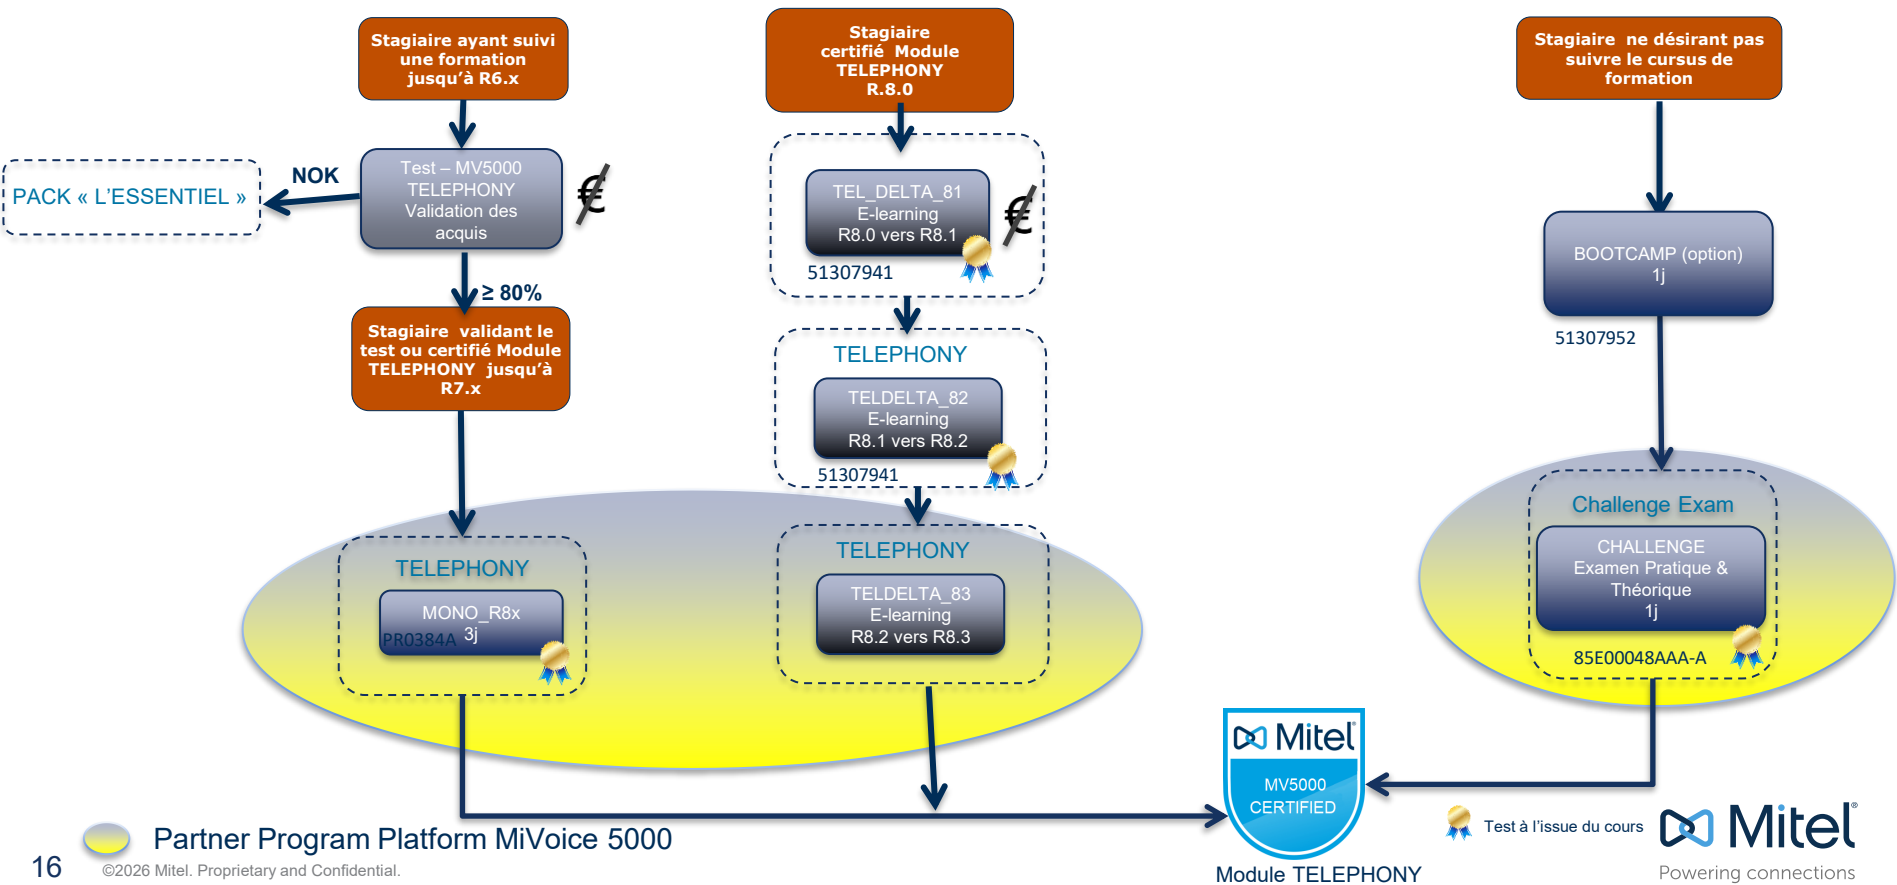 Stagiaire ayant suivi
une formation
jusqu'à R6.x
Stagiaire
certifié Module
TELEPHONY
R.8.0
Stagiaire ne désirant pas
suivre le cursus de
formation
PACK « L'ESSENTIEL »
NOK
Test – MV5000
TELEPHONY
Validation des
acquis
€
≥ 80%
Stagiaire validant le
test ou certifié Module
TELEPHONY jusqu'à
R7.x
TEL_DELTA_81
E-learning
R8.0 vers R8.1
€
51307941
TELEPHONY
TELDELTA_82
E-learning
R8.1 vers R8.2
51307941
BOOTCAMP (option)
1j
51307952
TELEPHONY
MONO_R8x
3j
PR0384A
TELEPHONY
TELDELTA_83
E-learning
R8.2 vers R8.3
Challenge Exam
CHALLENGE
Examen Pratique &
Théorique
1j
85E00048AAA-A
Mitel
MV5000
CERTIFIED
Module TELEPHONY
Test à l'issue du cours
Mitel
Powering connections
Partner Program Platform MiVoice 5000
16
©2026 Mitel. Proprietary and Confidential.